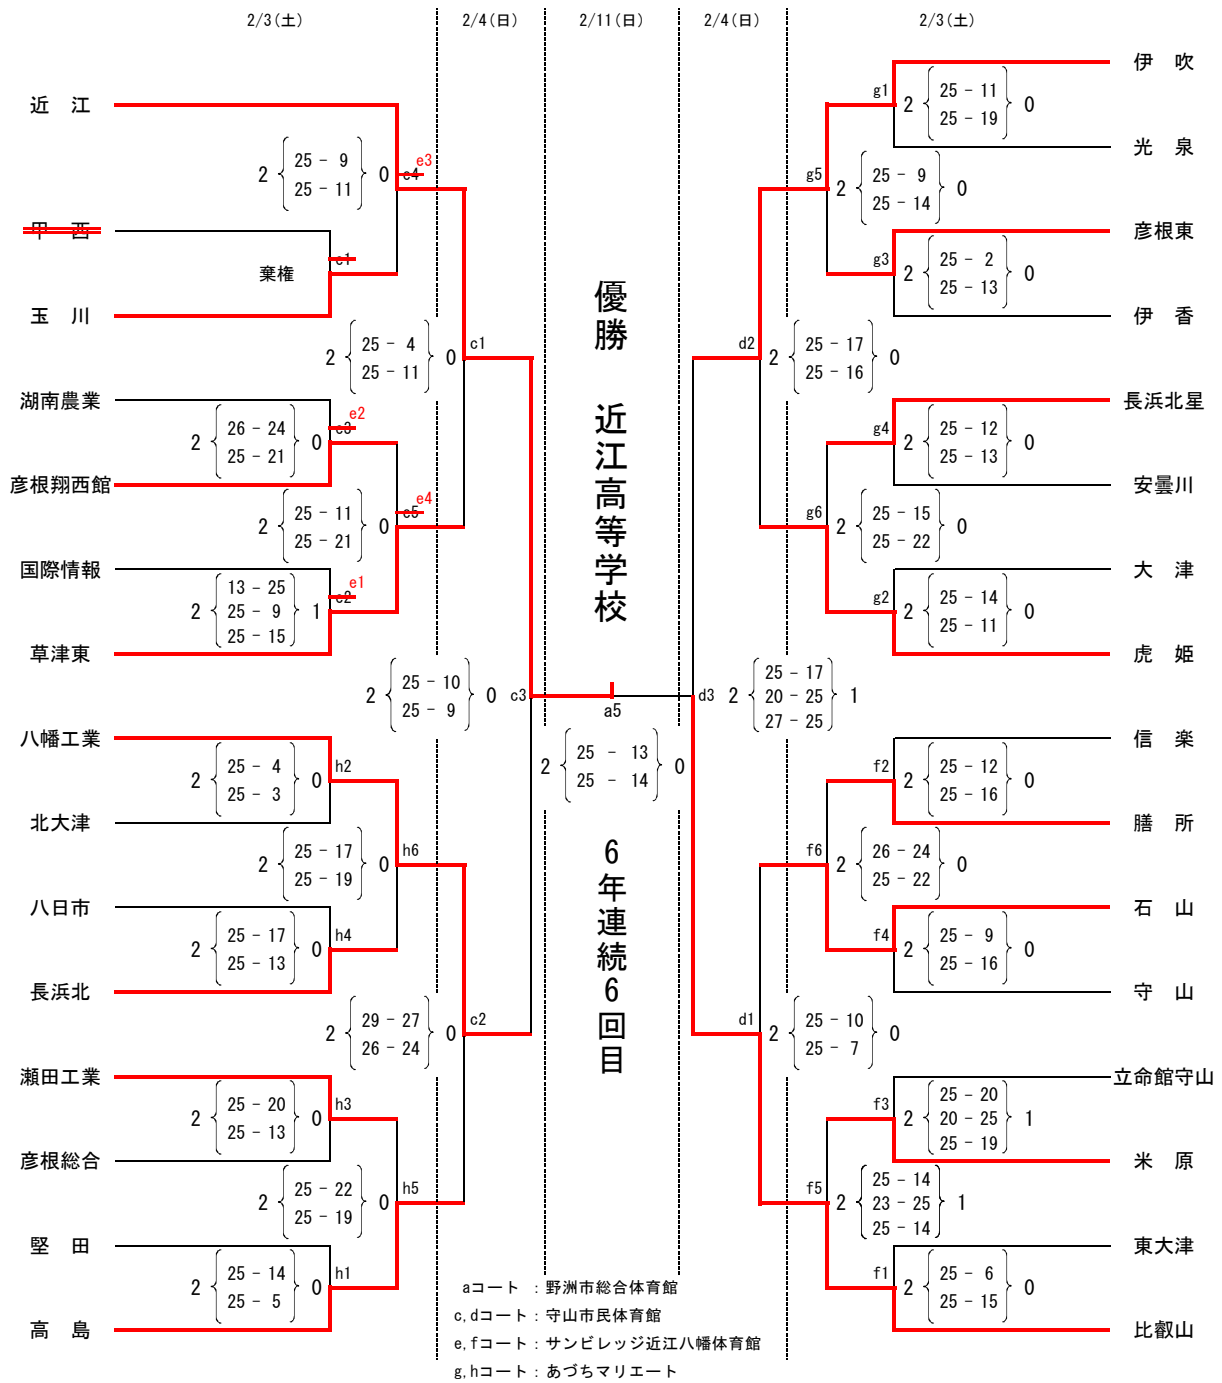 2/3(土)
2/4(日)
2/11(日)
2/4(日)
2/3(土)
近　江
甲　西
玉　川
湖南農業
彦根翔西館
国際情報
草津東
八幡工業
北大津
八日市
長浜北
瀬田工業
彦根総合
堅　田
高　島
2 25 - 9 0
25 - 11
e4 e3
棄権
e1
2 25 - 4 0
25 - 11
c1
2 26 - 24 0
25 - 21
e3 e2
2 25 - 11 0
25 - 21
e5 e4
13 - 25
2 25 - 9 1
25 - 15
e2 e1
2 25 - 10 0
25 - 9
c3
2 25 - 4 0
25 - 3
h2
2 25 - 17 0
25 - 19
h6
2 25 - 17 0
25 - 13
h4
2 29 - 27 0
26 - 24
c2
2 25 - 20 0
25 - 13
h3
2 25 - 22 0
25 - 19
h5
2 25 - 14 0
25 - 5
h1
優勝　近江高等学校
a5
2 25 - 13 0
25 - 14
6年連続6回目
伊　吹
光　泉
彦根東
伊　香
長浜北星
安曇川
大　津
虎　姫
信　楽
膳　所
石　山
守　山
立命館守山
米　原
東大津
比叡山
g1
2 25 - 11 0
25 - 19
g5
2 25 - 9 0
25 - 14
g3
2 25 - 2 0
25 - 13
d2
2 25 - 17 0
25 - 16
g4
2 25 - 12 0
25 - 13
g6
2 25 - 15 0
25 - 22
g2
2 25 - 14 0
25 - 11
d3
25 - 17
2 20 - 25 1
27 - 25
f2
2 25 - 12 0
25 - 16
f6
2 26 - 24 0
25 - 22
f4
2 25 - 9 0
25 - 16
d1
2 25 - 10 0
25 - 7
f3
25 - 20
2 20 - 25 1
25 - 19
f5
25 - 14
2 23 - 25 1
25 - 14
f1
2 25 - 6 0
25 - 15
aコート　：野洲市総合体育館
c,dコート：守山市民体育館
e,fコート：サンビレッジ近江八幡体育館
g,hコート：あづちマリエート